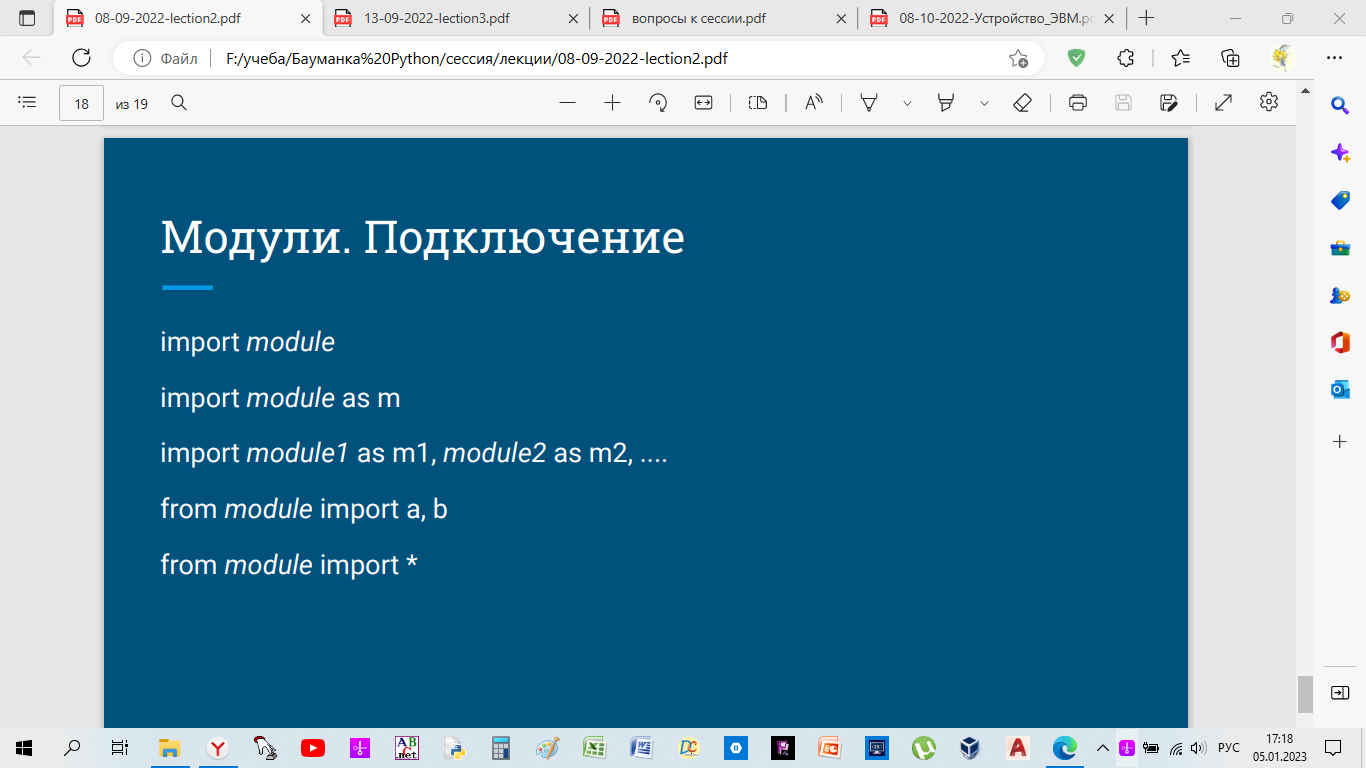 08-09-2022-lection2.pdf
13-09-2022-lection3.pdf
вопросы к сессии.pdf
08-10-2022-Устройство_ЭВМ.pd
Файл
F:/учеба/Бауманка%20Python/сессия/лекции/08-09-2022-lection2.pdf
18 из 19
Модули. Подключение
import module
import module as m
import module1 as m1, module2 as m2, ....
from module import a, b
from module import *
РУС
17:18
05.01.2023